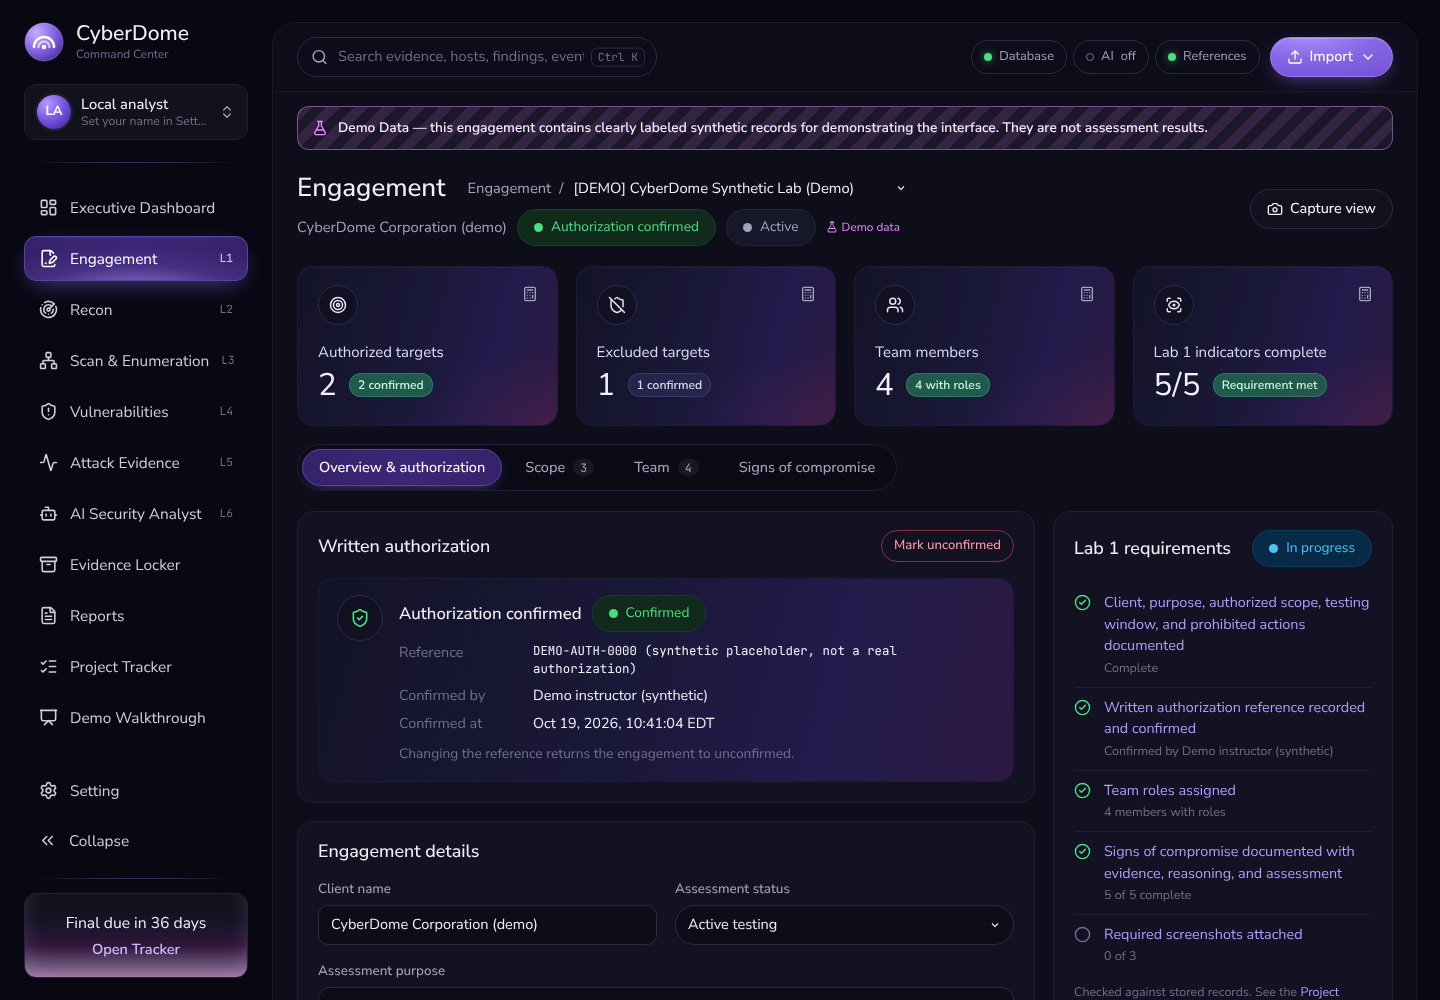 CyberDome
Command Center
LA
Local analyst
Set your name in Sett...
Executive Dashboard
Engagement L1
Recon L2
Scan & Enumeration L3
Vulnerabilities L4
Attack Evidence L5
AI Security Analyst L6
Evidence Locker
Reports
Project Tracker
Demo Walkthrough
Setting
Collapse
Final due in 36 days
Open Tracker
Search evidence, hosts, findings, event Ctrl K
Database
AI off
References
Import
Demo Data — this engagement contains clearly labeled synthetic records for demonstrating the interface. They are not assessment results.
Engagement
Engagement / [DEMO] CyberDome Synthetic Lab (Demo)
CyberDome Corporation (demo)
Authorization confirmed
Active
Demo data
Capture view
Authorized targets
2 2 confirmed
Excluded targets
1 1 confirmed
Team members
4 4 with roles
Lab 1 indicators complete
5/5 Requirement met
Overview & authorization
Scope 3
Team 4
Signs of compromise
Written authorization
Mark unconfirmed
Authorization confirmed
Confirmed
Reference DEMO-AUTH-0000 (synthetic placeholder, not a real
authorization)
Confirmed by Demo instructor (synthetic)
Confirmed at Oct 19, 2026, 10:41:04 EDT
Changing the reference returns the engagement to unconfirmed.
Engagement details
Client name
CyberDome Corporation (demo)
Assessment status
Active testing
Assessment purpose
Lab 1 requirements
In progress
Client, purpose, authorized scope, testing
window, and prohibited actions
documented
Complete
Written authorization reference recorded
and confirmed
Confirmed by Demo instructor (synthetic)
Team roles assigned
4 members with roles
Signs of compromise documented with
evidence, reasoning, and assessment
5 of 5 complete
Required screenshots attached
0 of 3
Checked against stored records. See the Project